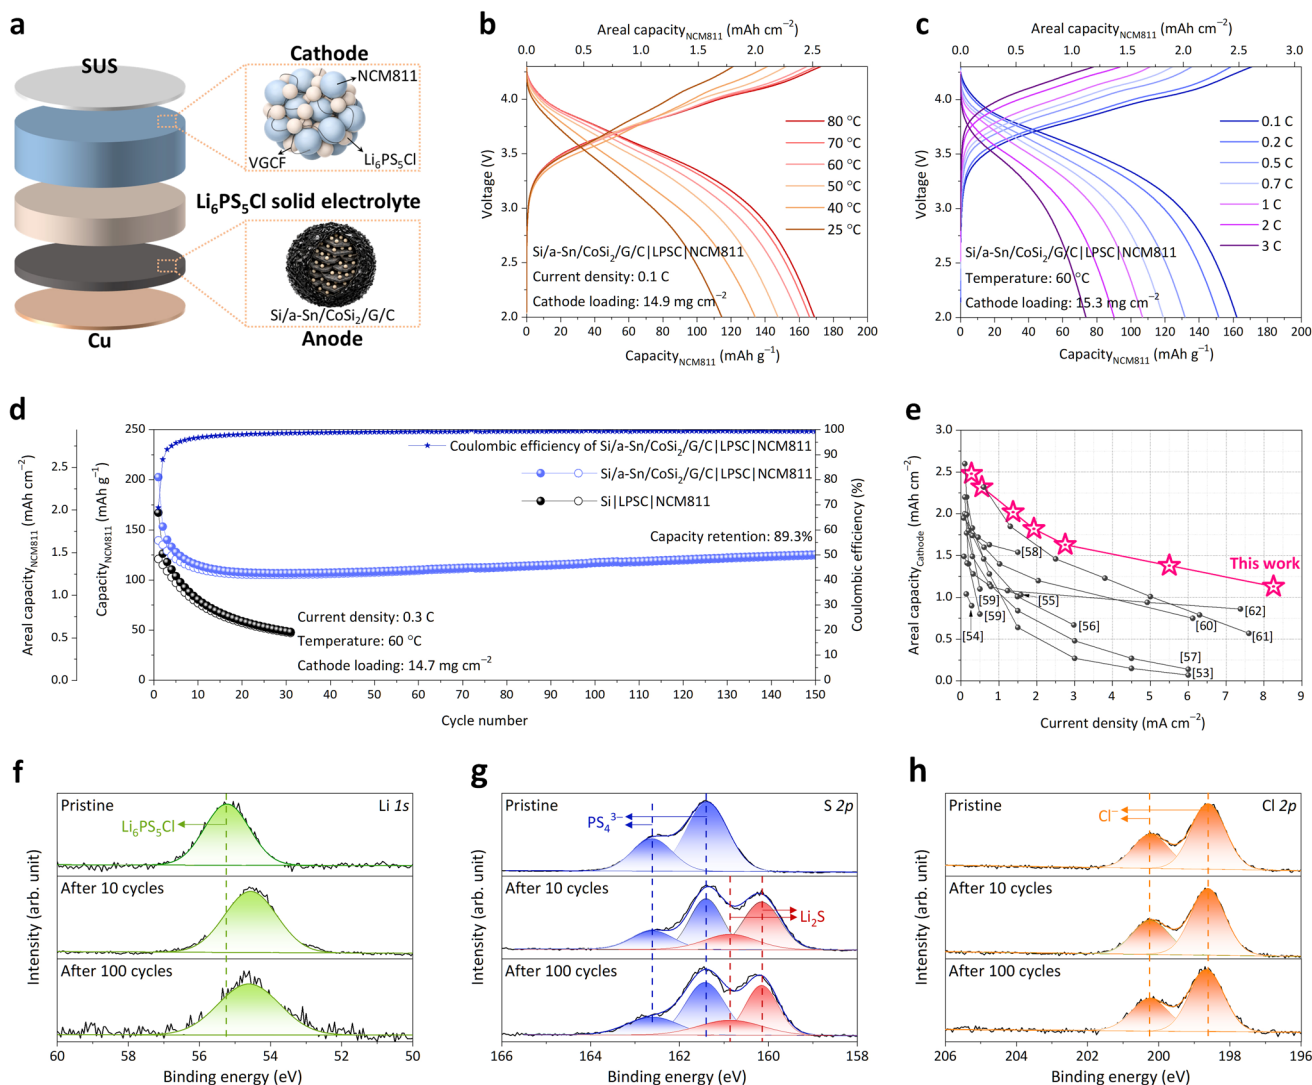 a
SUS
Cathode
NCM811
VGCF
Li6PS5Cl
Li6PS5Cl solid electrolyte
Si/a-Sn/CoSi2/G/C
Cu
Anode
b
Areal capacityNCM811 (mAh cm−2)
0.0 0.5 1.0 1.5 2.0 2.5
Voltage (V)
4.0
3.5
3.0
2.5
2.0
80 °C
70 °C
60 °C
50 °C
40 °C
25 °C
Si/a-Sn/CoSi2/G/C|LPSC|NCM811
Current density: 0.1 C
Cathode loading: 14.9 mg cm−2
0 20 40 60 80 100 120 140 160 180 200
CapacityNCM811 (mAh g−1)
c
Areal capacityNCM811 (mAh cm−2)
0.0 0.5 1.0 1.5 2.0 2.5 3.0
Voltage (V)
4.0
3.5
3.0
2.5
2.0
0.1 C
0.2 C
0.5 C
0.7 C
1 C
2 C
3 C
Si/a-Sn/CoSi2/G/C|LPSC|NCM811
Temperature: 60 °C
Cathode loading: 15.3 mg cm−2
0 20 40 60 80 100 120 140 160 180 200
CapacityNCM811 (mAh g−1)
d
Areal capacityNCM811 (mAh cm−2)
2.5
2.0
1.5
1.0
0.5
0.0
CapacityNCM811 (mAh g−1)
250
200
150
100
50
0
Coulombic efficiency of Si/a-Sn/CoSi2/G/C|LPSC|NCM811
Si/a-Sn/CoSi2/G/C|LPSC|NCM811
Si|LPSC|NCM811
Capacity retention: 89.3%
Current density: 0.3 C
Temperature: 60 °C
Cathode loading: 14.7 mg cm−2
100
90
80
70
60
50
40
30
20
10
0
Coulombic efficiency (%)
0 10 20 30 40 50 60 70 80 90 100 110 120 130 140 150
Cycle number
e
Areal capacityCathode (mAh cm−2)
3.0
2.5
2.0
1.5
1.0
0.5
0.0
[58]
This work
[59]
[55]
[62]
[59]
[56]
[60]
[54]
[61]
[57]
[53]
0 1 2 3 4 5 6 7 8 9
Current density (mA cm−2)
f
Intensity (arb. unit)
Pristine
Li 1s
Li6PS5Cl
After 10 cycles
After 100 cycles
60 58 56 54 52 50
Binding energy (eV)
g
Intensity (arb. unit)
Pristine
S 2p
PS43−
After 10 cycles
Li2S
After 100 cycles
166 164 162 160 158
Binding energy (eV)
h
Intensity (arb. unit)
Pristine
Cl 2p
Cl−
After 10 cycles
After 100 cycles
206 204 202 200 198 196
Binding energy (eV)